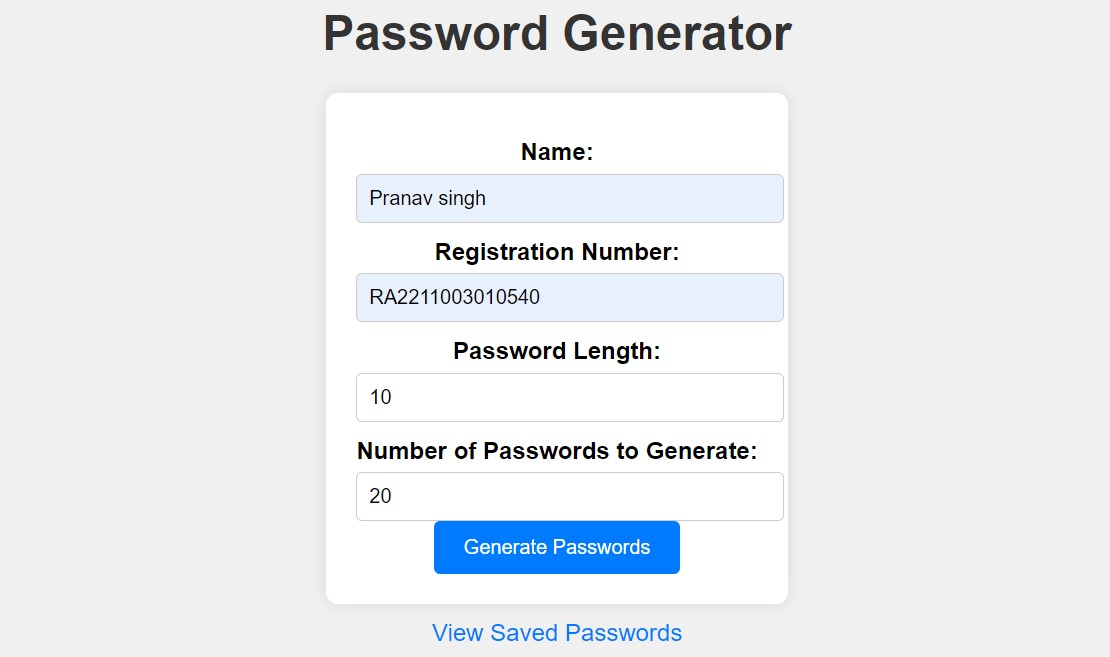 Password Generator
Name:
Pranav singh
Registration Number:
RA2211003010540
Password Length:
10
Number of Passwords to Generate:
20
Generate Passwords
View Saved Passwords